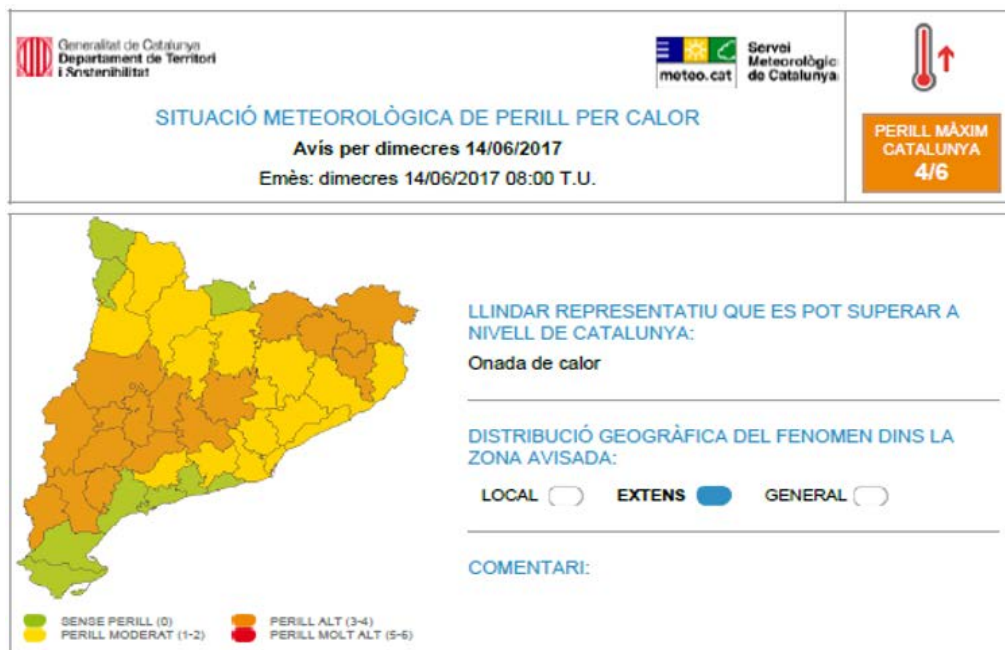 Generalitat de Catalunya
Departament de Territori
i Sostenibilitat
meteo.cat
Servei
Meteorològic
de Catalunya
SITUACIÓ METEOROLÒGICA DE PERILL PER CALOR
Avís per dimecres 14/06/2017
Emès: dimecres 14/06/2017 08:00 T.U.
PERILL MÀXIM
CATALUNYA
4/6
LLINDAR REPRESENTATIU QUE ES POT SUPERAR A
NIVELL DE CATALUNYA:
Onada de calor
DISTRIBUCIÓ GEOGRÀFICA DEL FENOMEN DINS LA
ZONA AVISADA:
LOCAL EXTENS GENERAL
COMENTARI:
SENSE PERILL (0) PERILL ALT (3-4)
PERILL MODERAT (1-2) PERILL MOLT ALT (5-6)